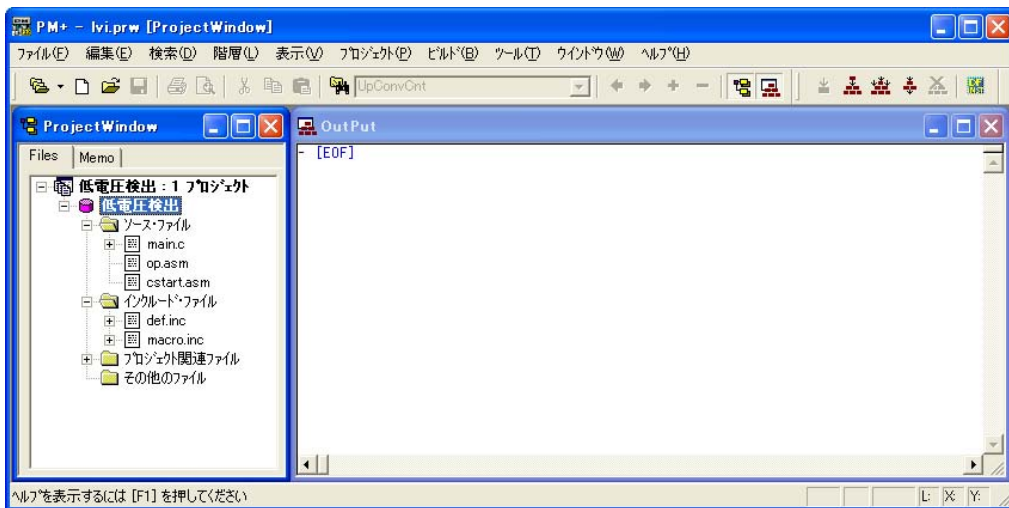 PM+ - lvi.prw [ProjectWindow]
ﾌｧｲﾙ(F) 編集(E) 検索(D) 階層(L) 表示(V) ﾌﾟﾛｼﾞｪｸﾄ(P) ﾋﾞﾙﾄﾞ(B) ﾂｰﾙ(T) ｳｲﾝﾄﾞｳ(W) ﾍﾙﾌﾟ(H)
UpConvCnt
ProjectWindow
Files Memo
低電圧検出 : 1 ﾌﾟﾛｼﾞｪｸﾄ
低電圧検出
ｿｰｽ･ﾌｧｲﾙ
main.c
op.asm
cstart.asm
ｲﾝｸﾙｰﾄﾞ･ﾌｧｲﾙ
def.inc
macro.inc
ﾌﾟﾛｼﾞｪｸﾄ関連ﾌｧｲﾙ
その他のﾌｧｲﾙ
OutPut
- [EOF]
ﾍﾙﾌﾟを表示するには [F1] を押してください
L: X: Y: